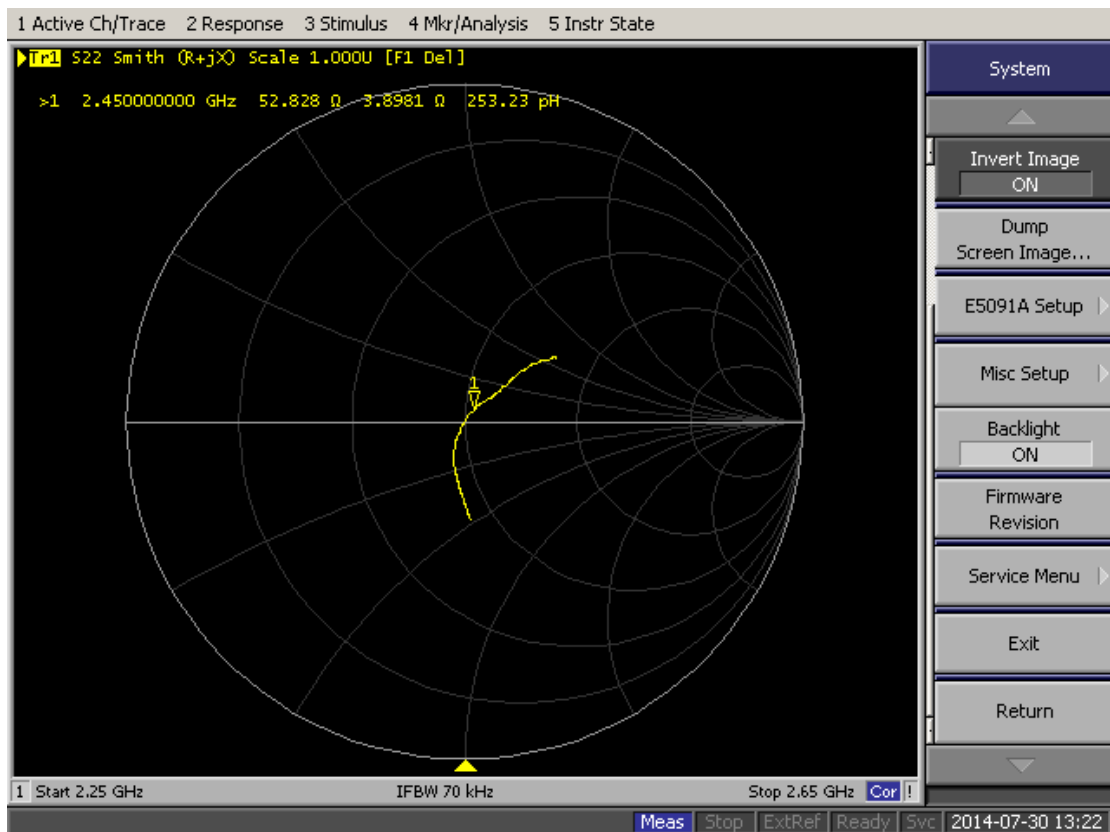 1 Active Ch/Trace 2 Response 3 Stimulus 4 Mkr/Analysis 5 Instr State
Tr1 S22 Smith (R+jX) Scale 1.000U [F1 Del]
>1 2.450000000 GHz 52.828 Ω 3.8981 Ω 253.23 pH
1
System
Invert Image
ON
Dump
Screen Image...
E5091A Setup
Misc Setup
Backlight
ON
Firmware
Revision
Service Menu
Exit
Return
1 Start 2.25 GHz IFBW 70 kHz Stop 2.65 GHz Cor !
Meas Stop ExtRef Ready Svc 2014-07-30 13:22